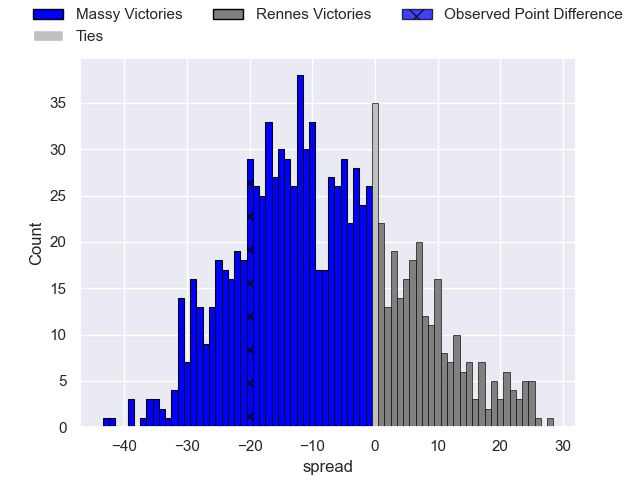 Massy Victories Rennes Victories Observed Point Difference
Ties
35
30
25
20
15
10
5
0
Count
−40 −30 −20 −10 0 10 20 30
spread